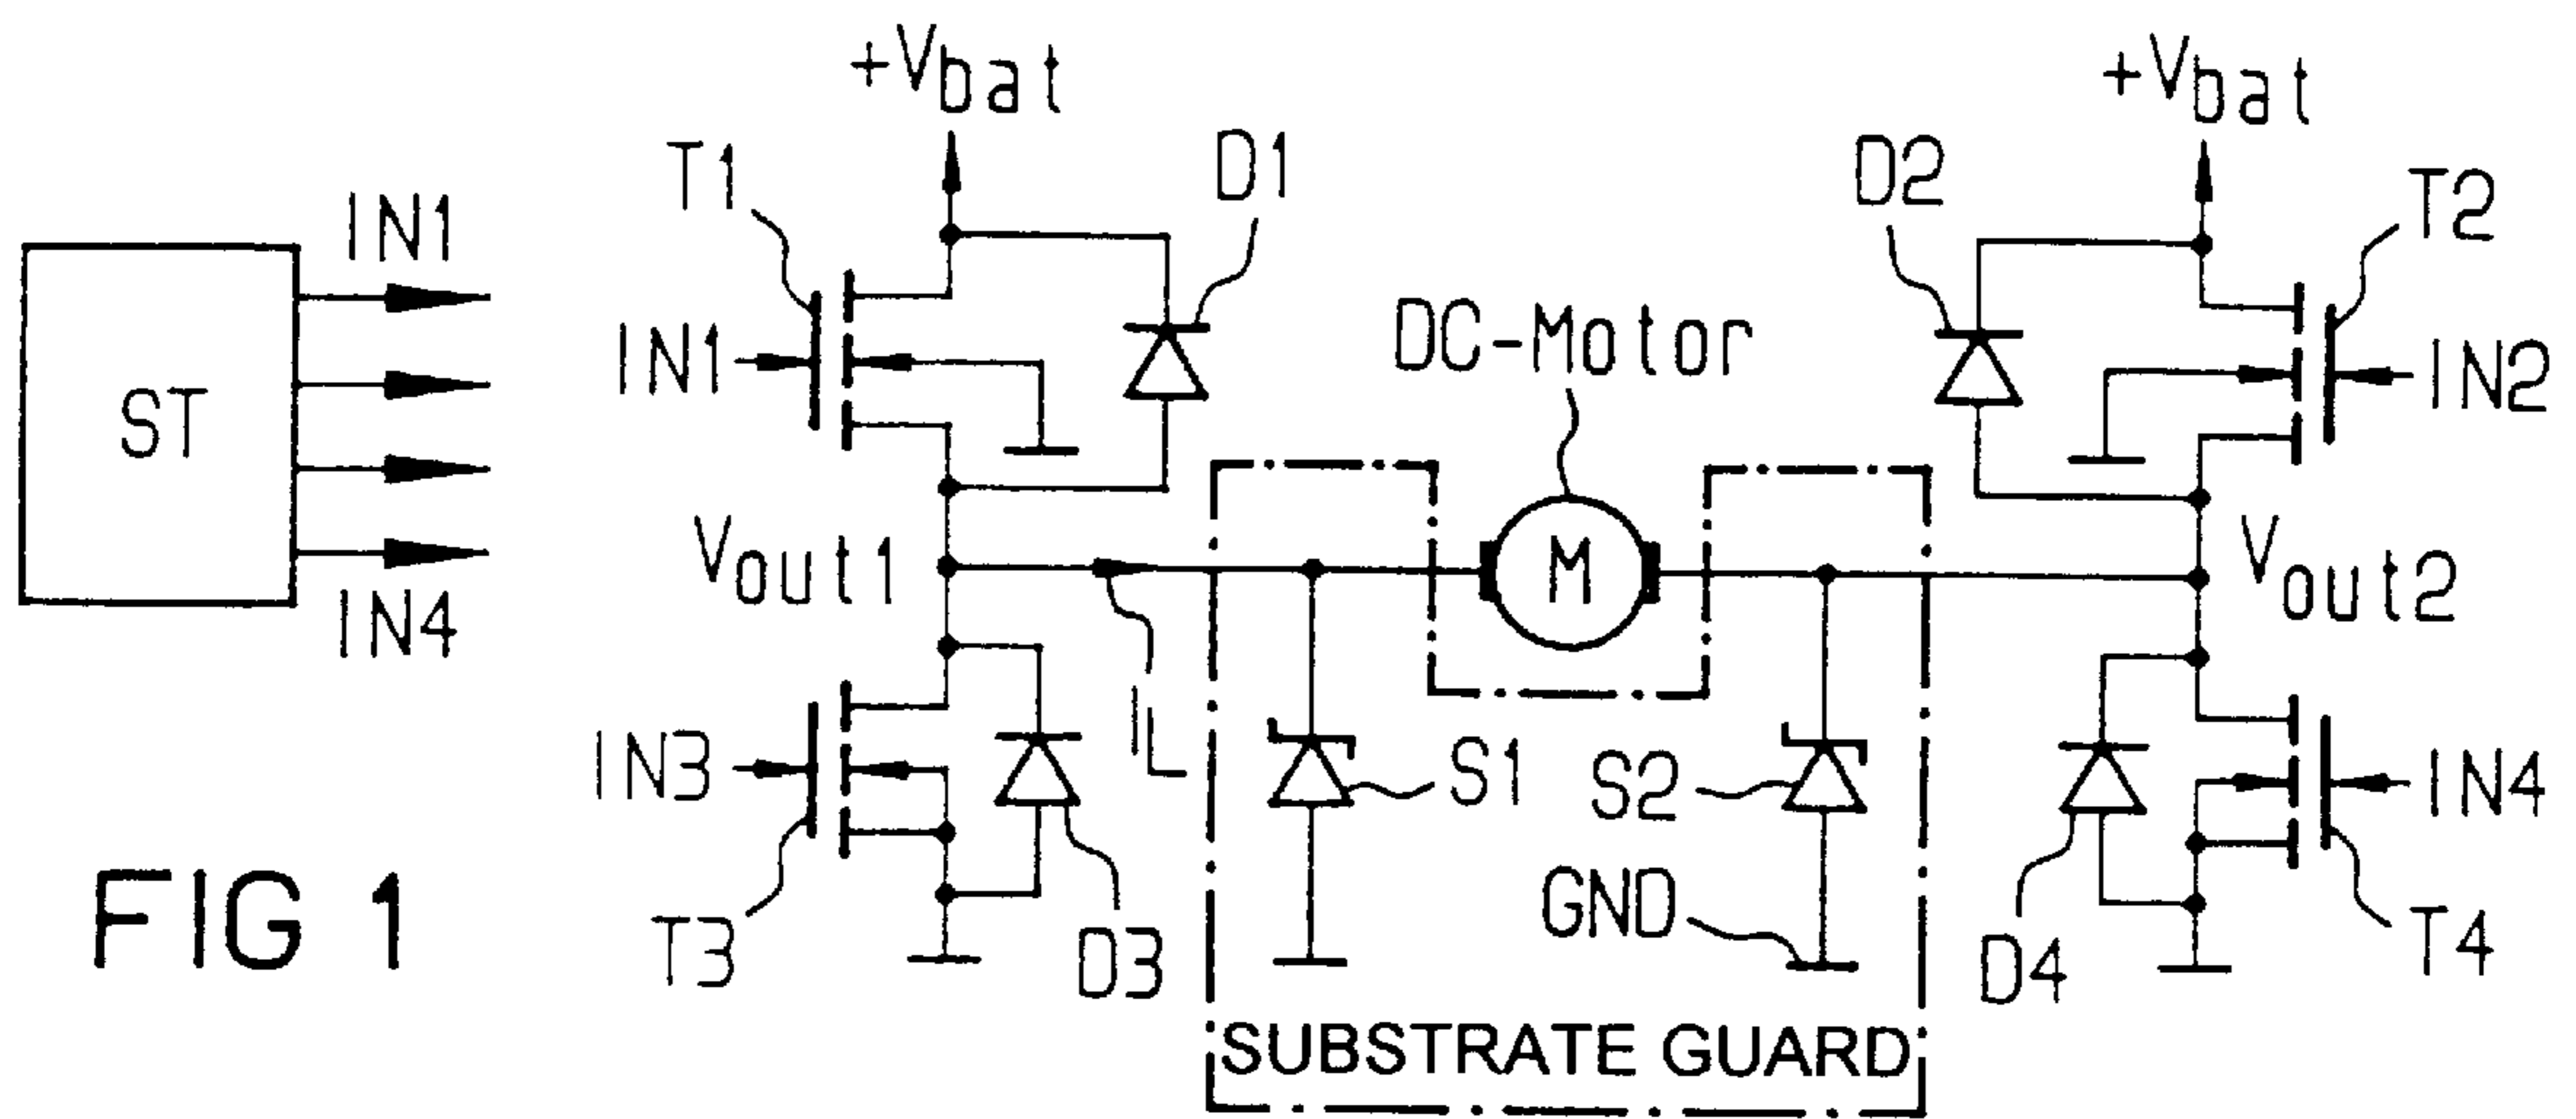 +Vbat
+Vbat
T1
D1
D2
T2
IN1
IN1
DC-Motor
IN2
ST
M
Vout1
Vout2
IN4
IL
IN3
S1
S2
IN4
GND
FIG 1
T3
D3
D4
T4
SUBSTRATE GUARD